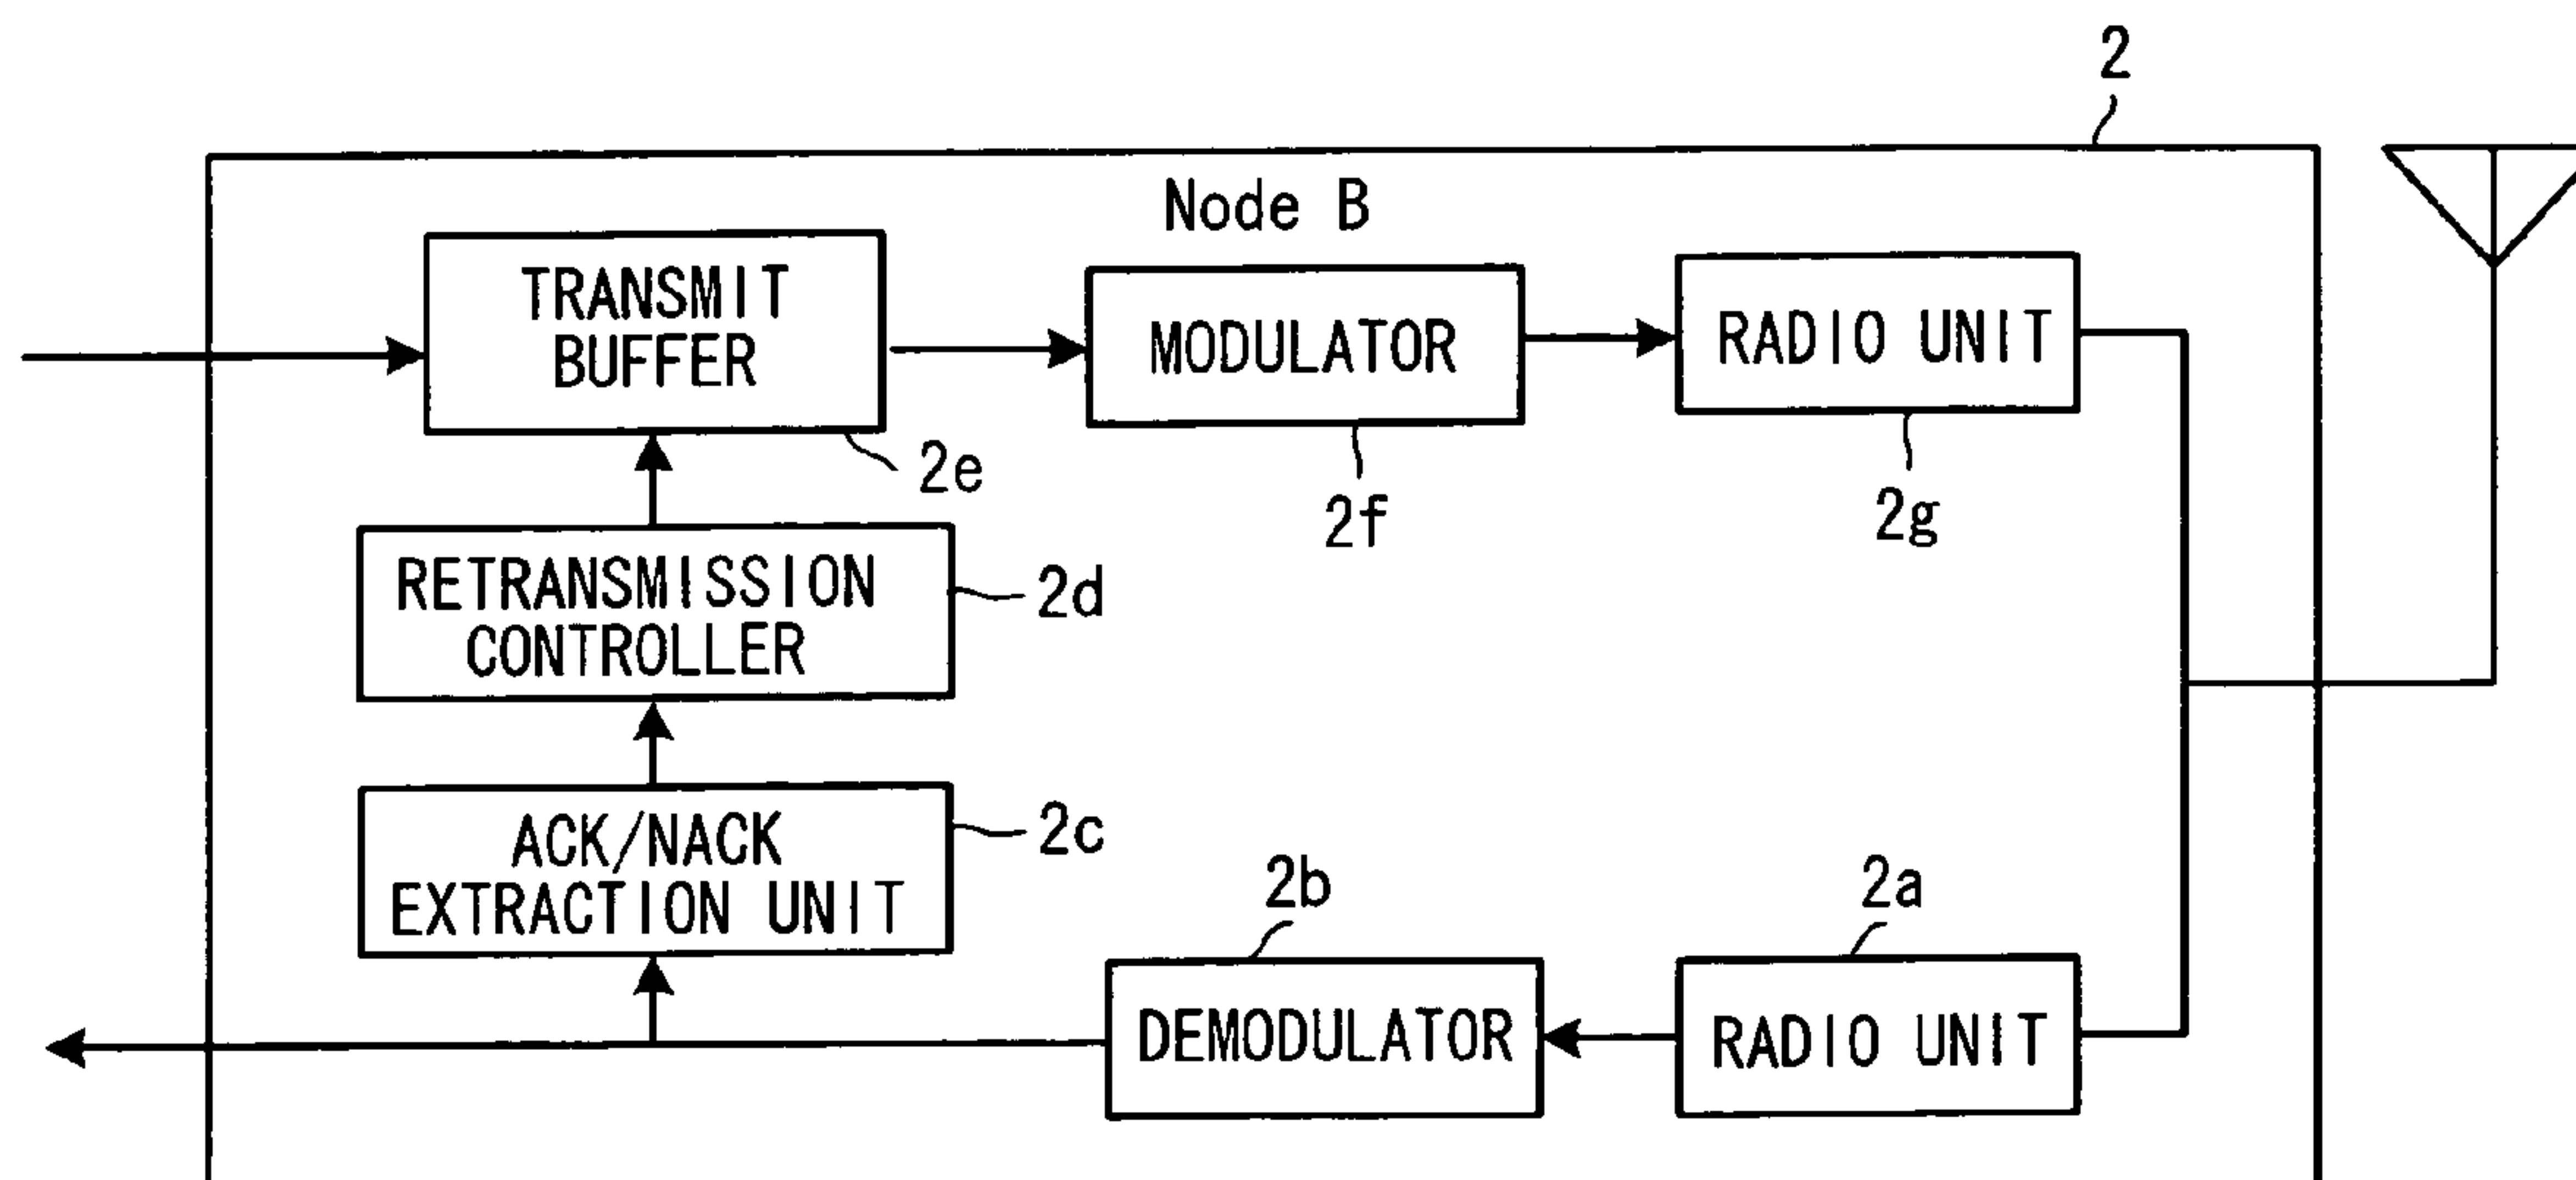 2
Node B
TRANSMIT
BUFFER
MODULATOR
RADIO UNIT
2e
2f
2g
RETRANSMISSION
CONTROLLER
2d
ACK/NACK
EXTRACTION UNIT
2c
2b
2a
DEMODULATOR
RADIO UNIT